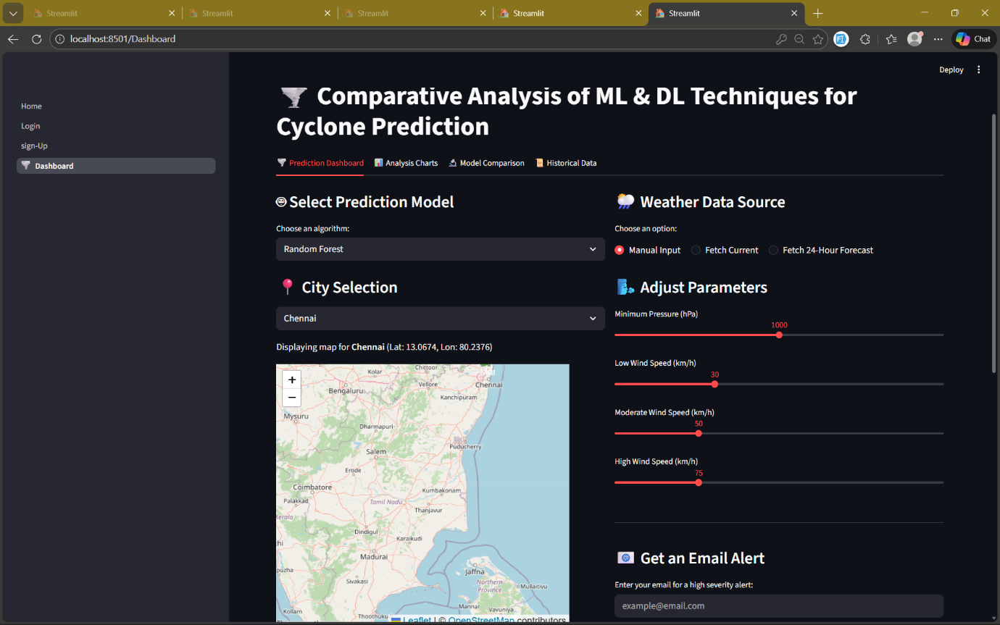 Streamlit
Streamlit
Streamlit
Streamlit
Streamlit
localhost:8501/Dashboard
Chat
Deploy
Home
Login
sign-Up
Dashboard
Comparative Analysis of ML & DL Techniques for
Cyclone Prediction
Prediction Dashboard
Analysis Charts
Model Comparison
Historical Data
Select Prediction Model
Choose an algorithm:
Random Forest
City Selection
Chennai
Displaying map for Chennai (Lat: 13.0674, Lon: 80.2376)
+
−
Kolar
Chittoor
Chennai
Bengaluru
Vellore
Kanchipuram
Mysuru
Dharmapuri
Puducherry
Salem
Erode
Coimbatore
Kumbakonam
Palakkad
Tamil Nadu
Thanjavur
Kerala
Dindigul
Karaikudi
Madurai
Jaffna
puzha
Sivakasi
Northern
Province
Mullaitivu
Kollam
Mannar
Vavuniya
Thoothuku
Leaflet | © OpenStreetMap contributors
Weather Data Source
Choose an option:
Manual Input
Fetch Current
Fetch 24-Hour Forecast
Adjust Parameters
Minimum Pressure (hPa)
1000
Low Wind Speed (km/h)
30
Moderate Wind Speed (km/h)
50
High Wind Speed (km/h)
75
Get an Email Alert
Enter your email for a high severity alert:
example@email.com